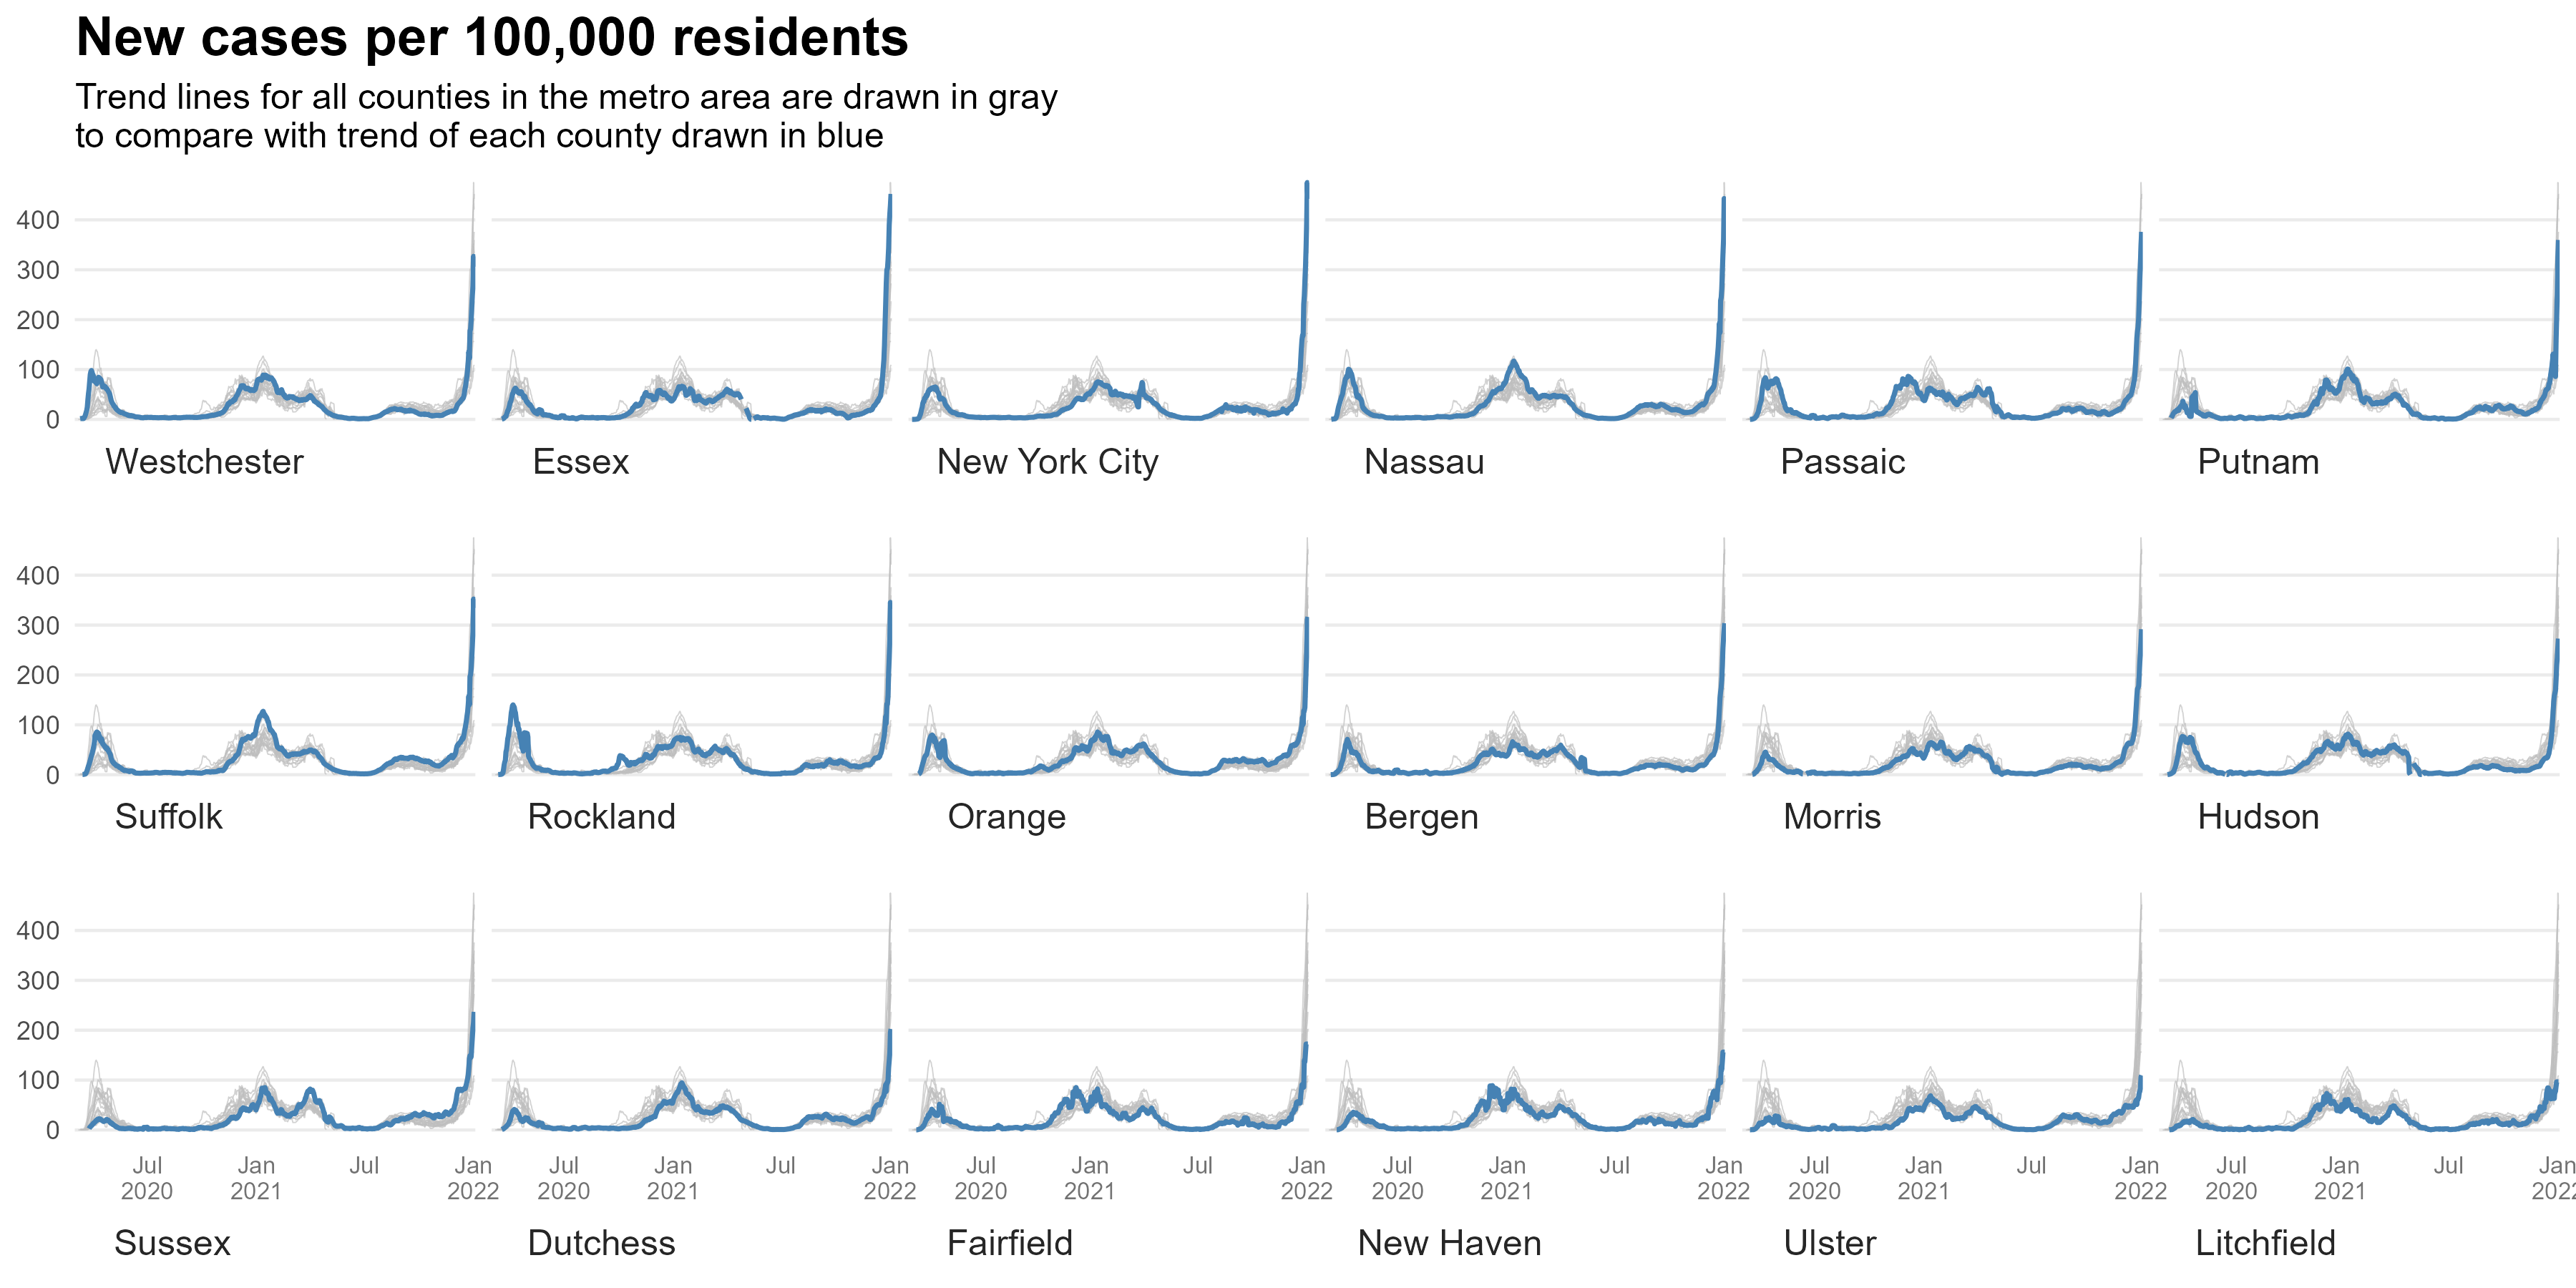 New cases per 100,000 residents
Trend lines for all counties in the metro area are drawn in gray
to compare with trend of each county drawn in blue
400
300
200
100
0
Westchester Essex New York City Nassau Passaic Putnam
400
300
200
100
0
Suffolk Rockland Orange Bergen Morris Hudson
400
300
200
100
0
Jul Jan Jul Jan Jul Jan Jul Jan Jul Jan Jul Jan Jul Jan Jul Jan Jul Jan Jul Jan Jul Jan Jul Jan
2020 2021 2022 2020 2021 2022 2020 2021 2022 2020 2021 2022 2020 2021 2022 2020 2021 2022
Sussex Dutchess Fairfield New Haven Ulster Litchfield